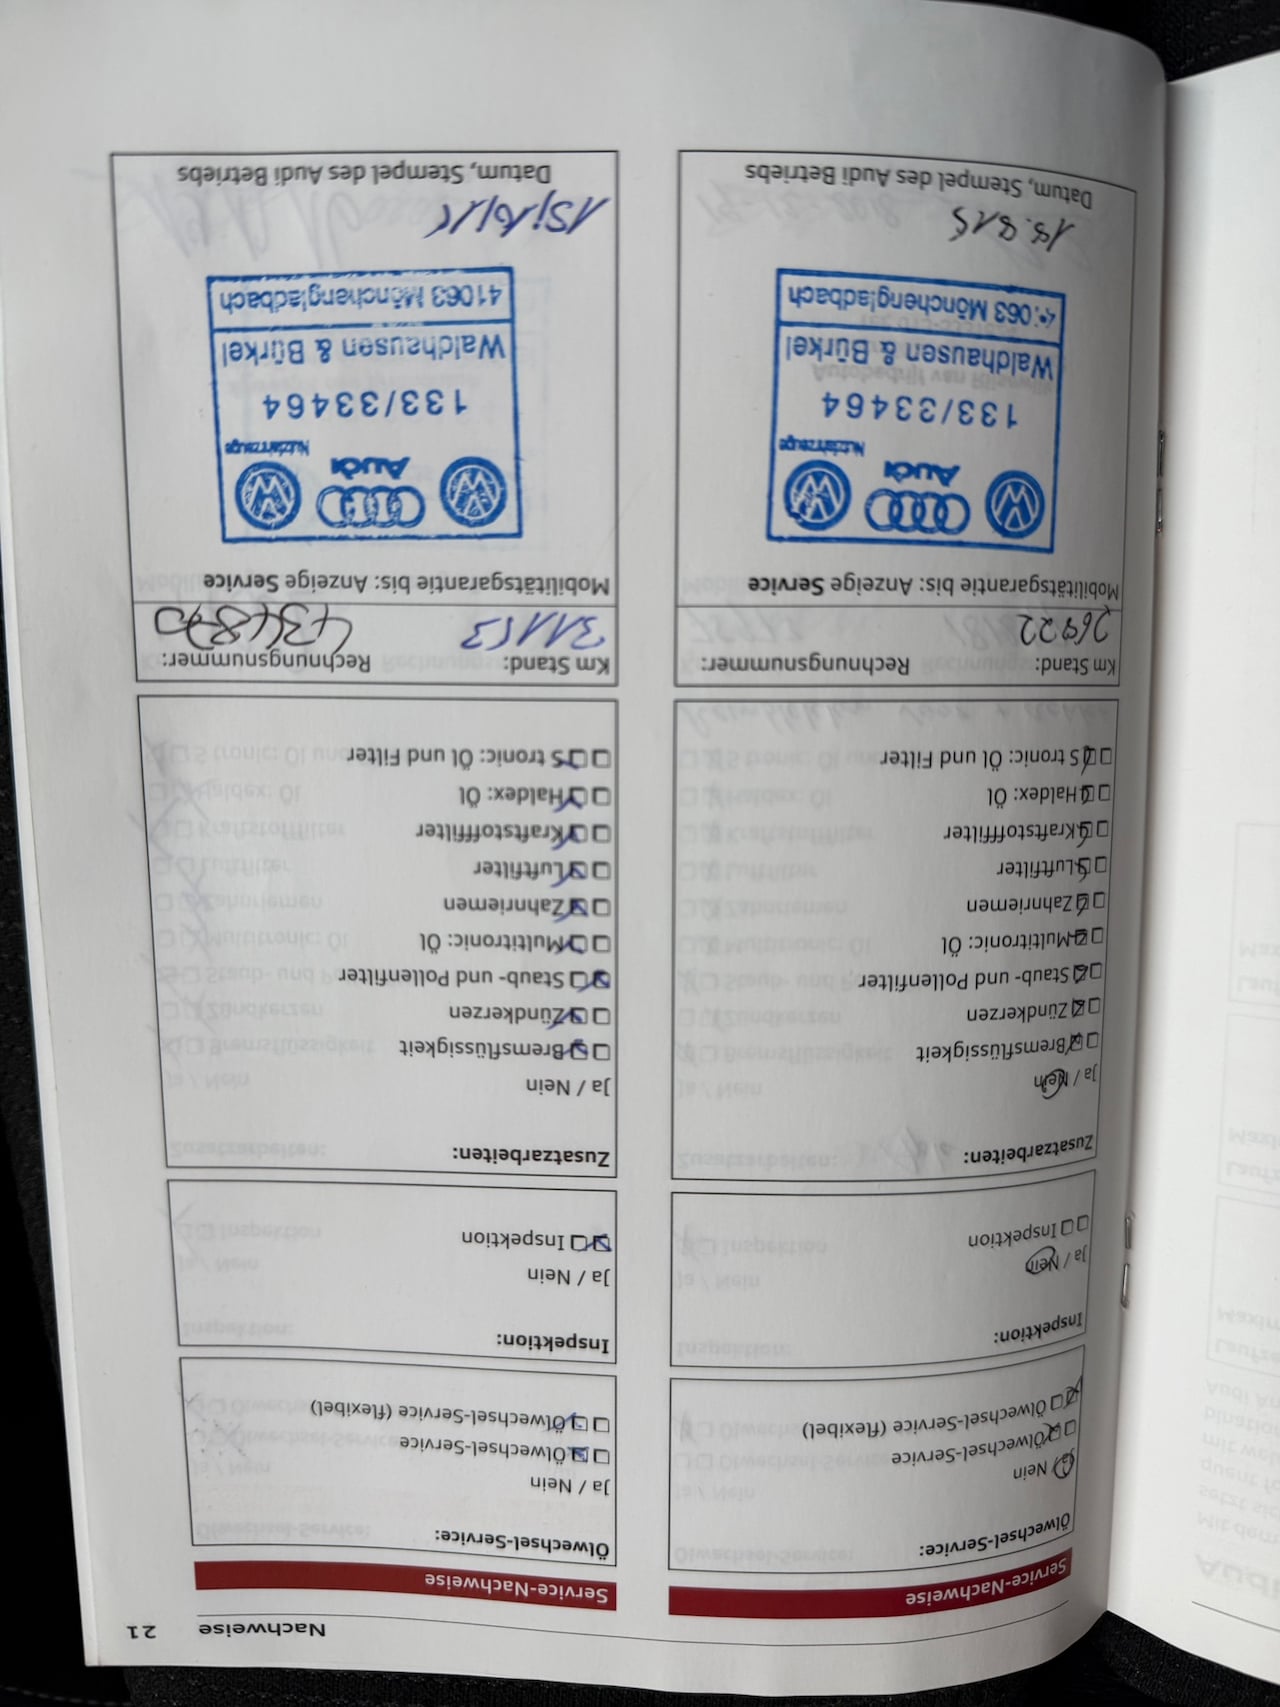 Nachweise 21
Service-Nachweise
Ölwechsel-Service:
Ja / Nein
Ölwechsel-Service
Ölwechsel-Service (flexibel)
Inspektion:
Ja / Nein
Inspektion
Zusatzarbeiten:
Ja / Nein
Bremsflüssigkeit
Zündkerzen
Staub- und Pollenfilter
Multitronic: Öl
Zahnriemen
Luftfilter
Kraftstofffilter
Haldex: Öl
S tronic: Öl und Filter
Km Stand: Rechnungsnummer:
26922
Mobilitätsgarantie bis: Anzeige Service
Audi
Nutzfahrzeuge
133/33464
Waldhausen & Bürkel
41063 Mönchengladbach
Datum, Stempel des Audi Betriebs
Service-Nachweise
Ölwechsel-Service:
Ja / Nein
Ölwechsel-Service
Ölwechsel-Service (flexibel)
Inspektion:
Ja / Nein
Inspektion
Zusatzarbeiten:
Ja / Nein
Bremsflüssigkeit
Zündkerzen
Staub- und Pollenfilter
Multitronic: Öl
Zahnriemen
Luftfilter
Kraftstofffilter
Haldex: Öl
S tronic: Öl und Filter
Km Stand: Rechnungsnummer:
31153 434870
Mobilitätsgarantie bis: Anzeige Service
Audi
Nutzfahrzeuge
133/33464
Waldhausen & Bürkel
41063 Mönchengladbach
Datum, Stempel des Audi Betriebs